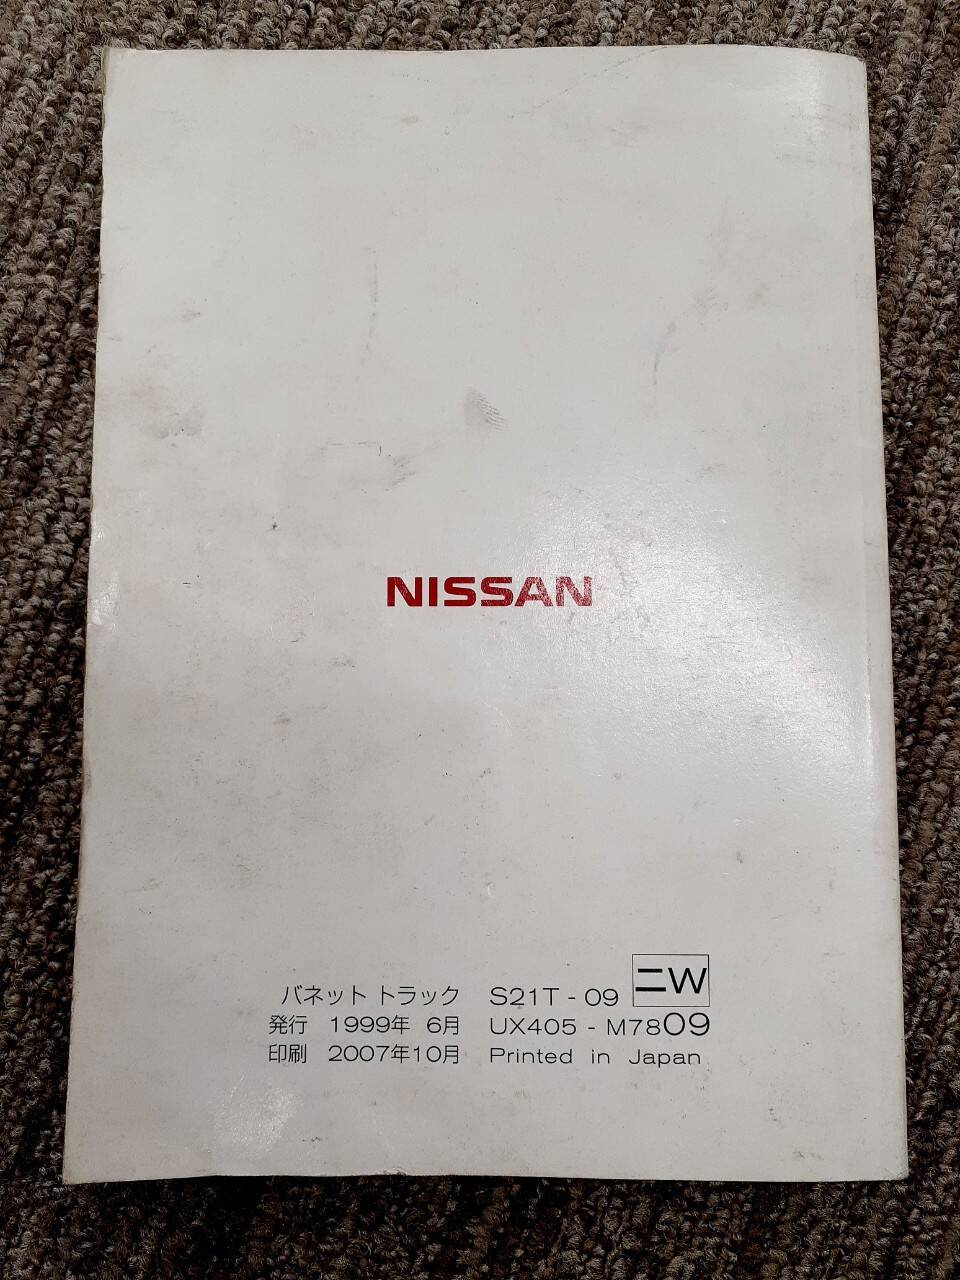 NISSAN
バネット トラック S21T - 09 ニW
発行 1999年 6月 UX405 - M7809
印刷 2007年10月 Printed in Japan